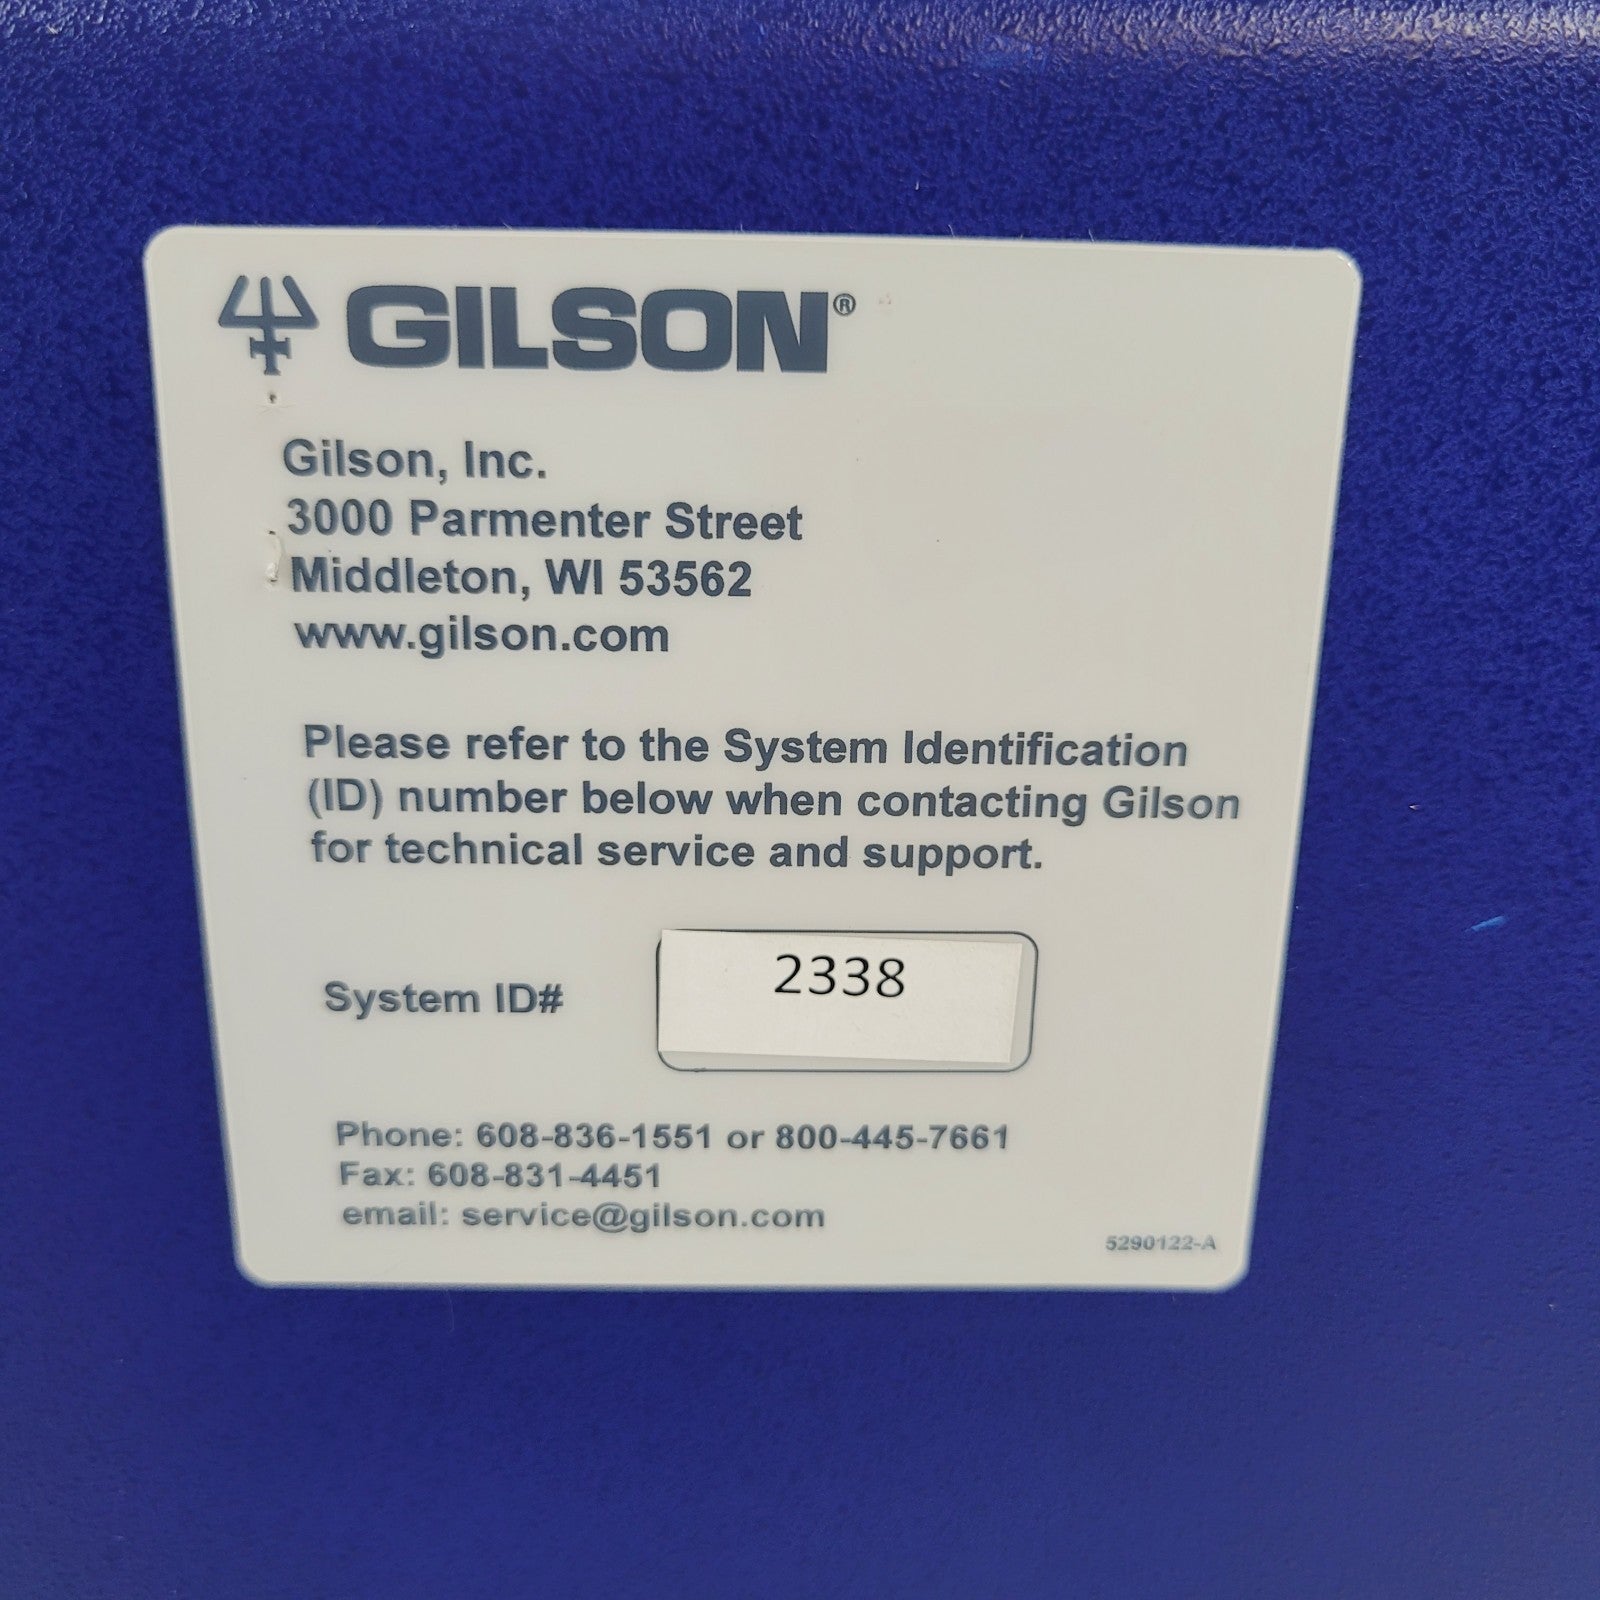 GILSON®
Gilson, Inc.
3000 Parmenter Street
Middleton, WI 53562
www.gilson.com
Please refer to the System Identification
(ID) number below when contacting Gilson
for technical service and support.
System ID# 2338
Phone: 608-836-1551 or 800-445-7661
Fax: 608-831-4451
email: service@gilson.com
5290122-A